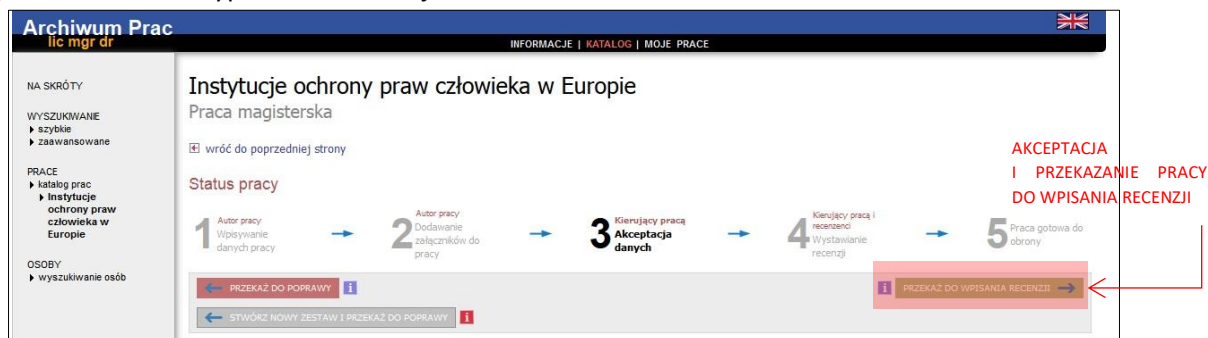 Archiwum Prac
lic mgr dr
INFORMACJE | KATALOG | MOJE PRACE
NA SKRÓTY
WYSZUKIWANIE
szybkie
zaawansowane
PRACE
katalog prac
Instytucje
ochrony praw
człowieka w
Europie
OSOBY
wyszukiwanie osób
Instytucje ochrony praw człowieka w Europie
Praca magisterska
wróć do poprzedniej strony
Status pracy
1 Autor pracy
Wpisywanie
danych pracy
2 Autor pracy
Dodawanie
załączników do
pracy
3 Kierujący pracą
Akceptacja
danych
4 Kierujący pracą i
recenzenci
Wystawianie
recenzji
5 Praca gotowa do
obrony
PRZEKAŻ DO POPRAWY i
i PRZEKAŻ DO WPISANIA RECENZJI
STWÓRZ NOWY ZESTAW I PRZEKAŻ DO POPRAWY i
AKCEPTACJA
I PRZEKAZANIE PRACY
DO WPISANIA RECENZJI